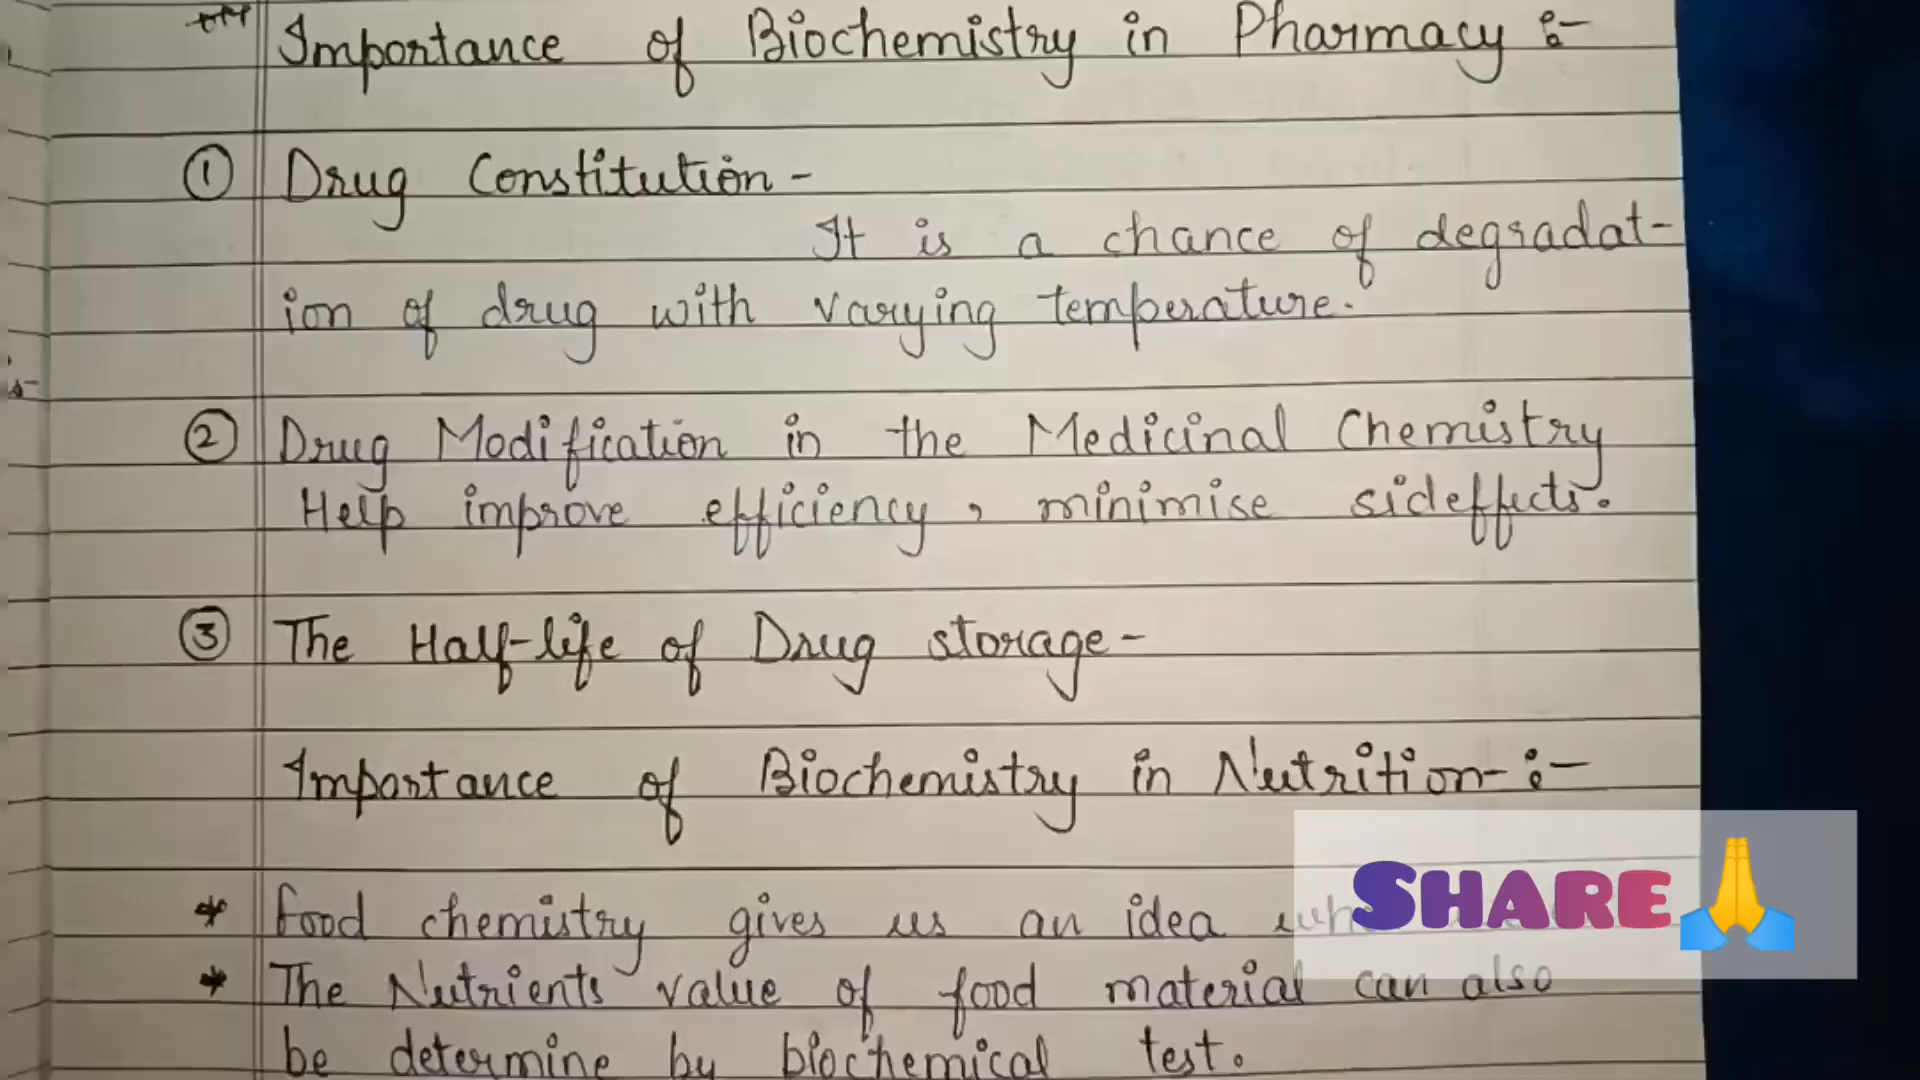 Importance of Biochemistry in Pharmacy :-
① Drug Constitution -
It is a chance of degradat-
ion of drug with varying temperature.
② Drug Modification in the Medicinal Chemistry
Help improve efficiency, minimise sideffects.
③ The Half-life of Drug storage-
Importance of Biochemistry in Nutrition- :-
* food chemistry gives us an idea
SHARE
* The Nutrients value of food material can also
be determine by biochemical test.